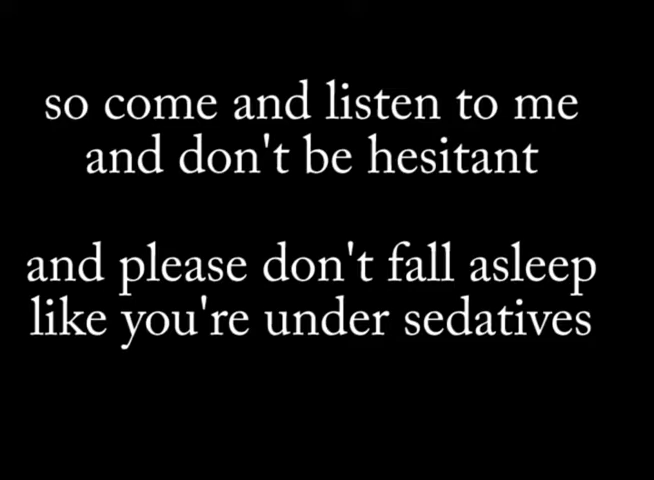 so come and listen to me
and don't be hesitant
and please don't fall asleep
like you're under sedatives